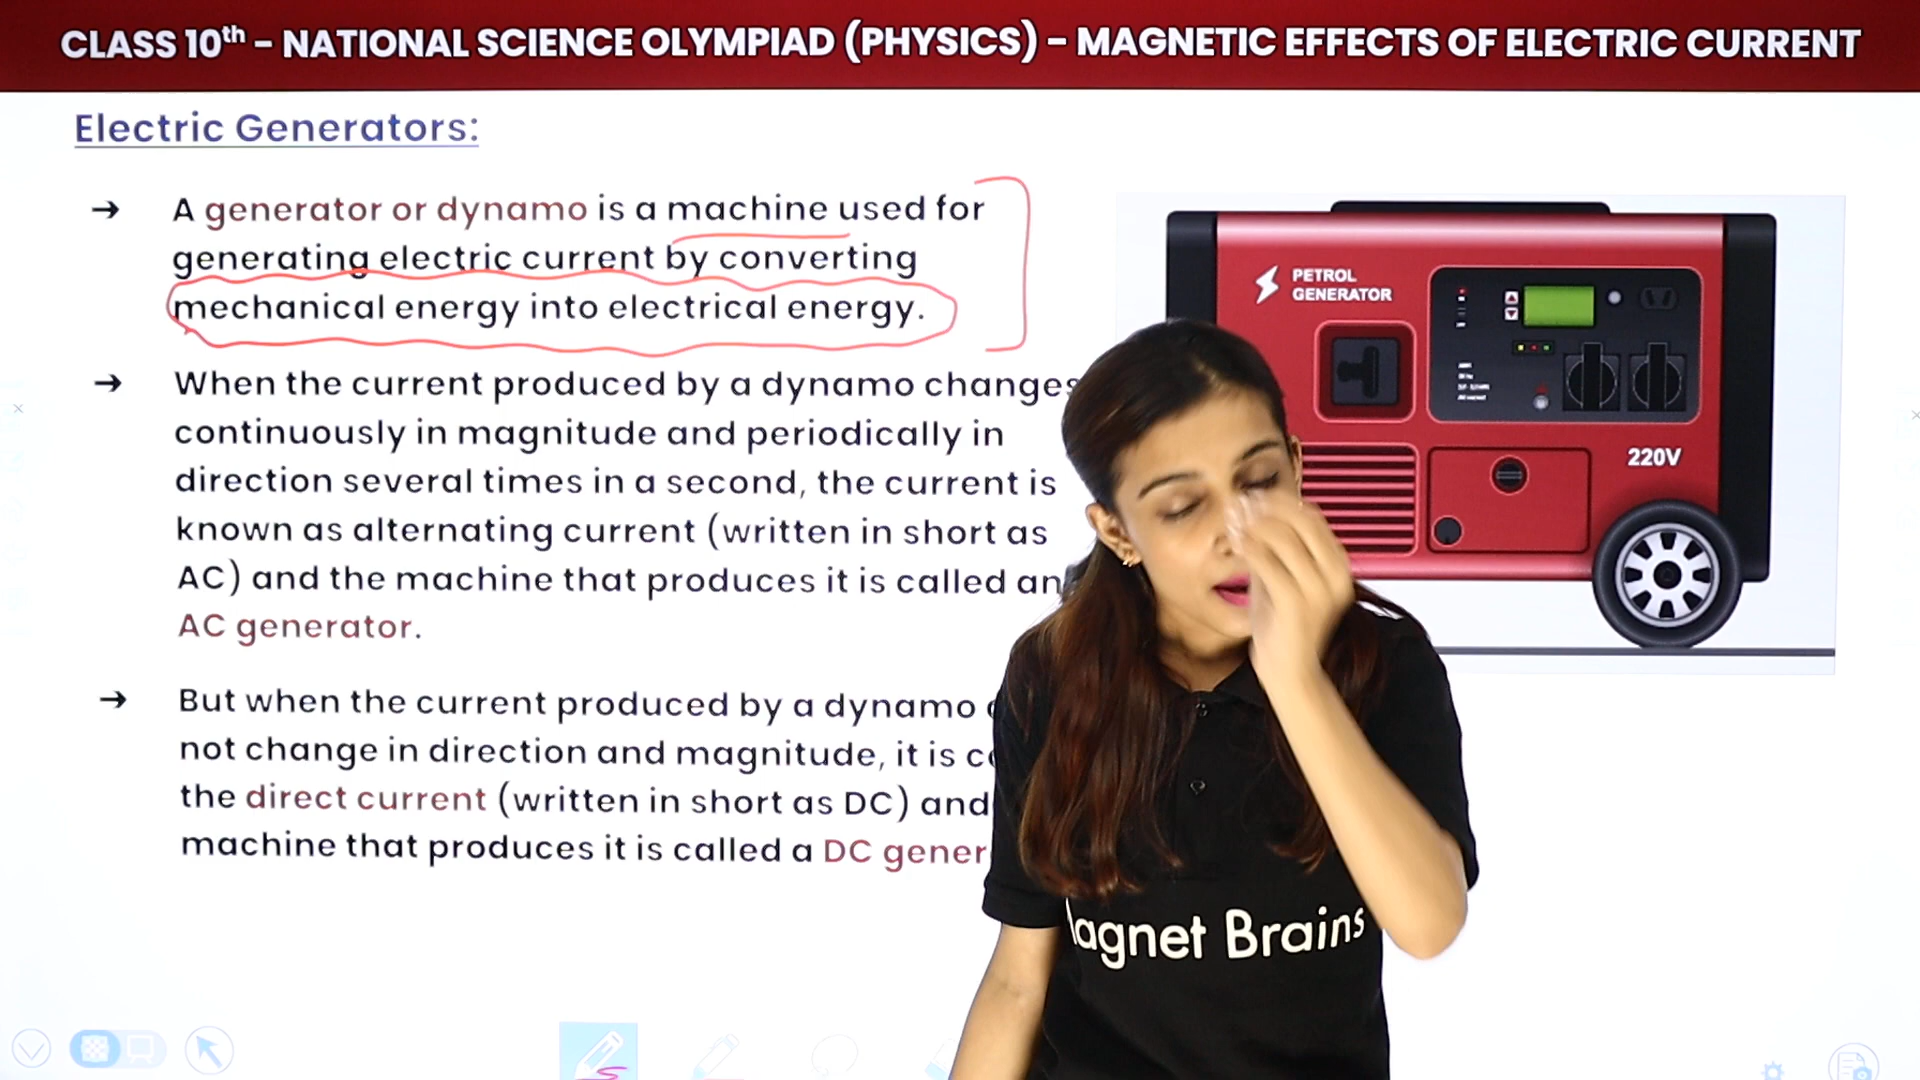 CLASS 10th – NATIONAL SCIENCE OLYMPIAD (PHYSICS) – MAGNETIC EFFECTS OF ELECTRIC CURRENT
Electric Generators:
→ A generator or dynamo is a machine used for
generating electric current by converting
mechanical energy into electrical energy.
→ When the current produced by a dynamo changes
continuously in magnitude and periodically in
direction several times in a second, the current is
known as alternating current (written in short as
AC) and the machine that produces it is called an
AC generator.
→ But when the current produced by a dynamo
not change in direction and magnitude, it is
the direct current (written in short as DC) and
machine that produces it is called a DC gener
PETROL
GENERATOR
220V
agnet Brains